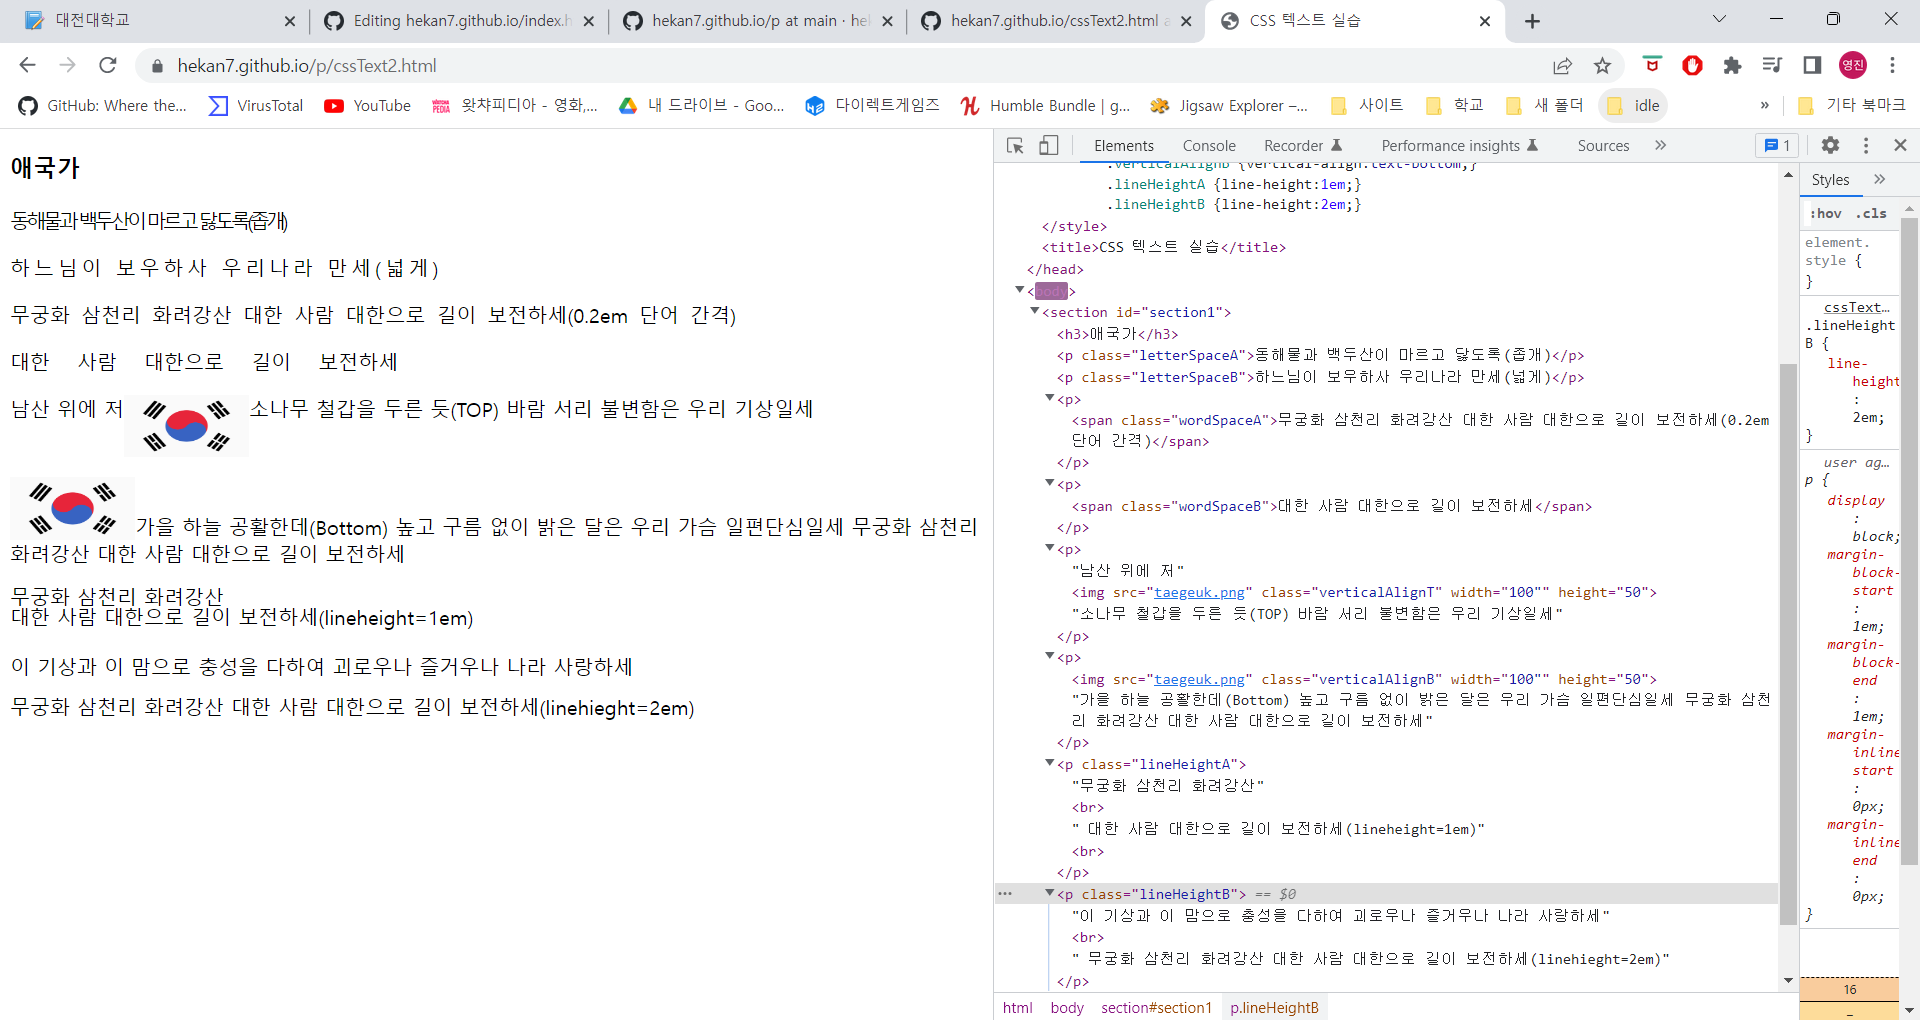 대전대학교
Editing hekan7.github.io/index.h
hekan7.github.io/p at main · hek
hekan7.github.io/cssText2.html a
CSS 텍스트 실습
hekan7.github.io/p/cssText2.html
영진
GitHub: Where the...
VirusTotal
YouTube
WATCHA PEDIA
왓챠피디아 - 영화,...
내 드라이브 - Goo...
다이렉트게임즈
Humble Bundle | g...
Jigsaw Explorer –...
사이트
학교
새 폴더
idle
»
기타 북마크
애국가
동해물과 백두산이 마르고 닳도록(좁개)
하느님이 보우하사 우리나라 만세(넓게)
무궁화 삼천리 화려강산 대한 사람 대한으로 길이 보전하세(0.2em 단어 간격)
대한 사람 대한으로 길이 보전하세
남산 위에 저 소나무 철갑을 두른 듯(TOP) 바람 서리 불변함은 우리 기상일세
가을 하늘 공활한데(Bottom) 높고 구름 없이 밝은 달은 우리 가슴 일편단심일세 무궁화 삼천리
화려강산 대한 사람 대한으로 길이 보전하세
무궁화 삼천리 화려강산
대한 사람 대한으로 길이 보전하세(lineheight=1em)
이 기상과 이 맘으로 충성을 다하여 괴로우나 즐거우나 나라 사랑하세
무궁화 삼천리 화려강산 대한 사람 대한으로 길이 보전하세(linehieght=2em)
Elements
Console
Recorder
Performance insights
Sources
»
1
.verticalAlignB {vertical-align:text-bottom;}
.lineHeightA {line-height:1em;}
.lineHeightB {line-height:2em;}
</style>
<title>CSS 텍스트 실습</title>
</head>
<body>
<section id="section1">
<h3>애국가</h3>
<p class="letterSpaceA">동해물과 백두산이 마르고 닳도록(좁개)</p>
<p class="letterSpaceB">하느님이 보우하사 우리나라 만세(넓게)</p>
<p>
<span class="wordSpaceA">무궁화 삼천리 화려강산 대한 사람 대한으로 길이 보전하세(0.2em
단어 간격)</span>
</p>
<p>
<span class="wordSpaceB">대한 사람 대한으로 길이 보전하세</span>
</p>
<p>
"남산 위에 저"
<img src="taegeuk.png" class="verticalAlignT" width="100"" height="50">
"소나무 철갑을 두른 듯(TOP) 바람 서리 불변함은 우리 기상일세"
</p>
<p>
<img src="taegeuk.png" class="verticalAlignB" width="100"" height="50">
"가을 하늘 공활한데(Bottom) 높고 구름 없이 밝은 달은 우리 가슴 일편단심일세 무궁화 삼천
리 화려강산 대한 사람 대한으로 길이 보전하세"
</p>
<p class="lineHeightA">
"무궁화 삼천리 화려강산"
<br>
" 대한 사람 대한으로 길이 보전하세(lineheight=1em)"
<br>
</p>
<p class="lineHeightB"> == $0
"이 기상과 이 맘으로 충성을 다하여 괴로우나 즐거우나 나라 사랑하세"
<br>
" 무궁화 삼천리 화려강산 대한 사람 대한으로 길이 보전하세(linehieght=2em)"
</p>
html body section#section1 p.lineHeightB
Styles
»
:hov .cls
element.
style {
}
cssText…
.lineHeight
B {
line-
height
:
2em;
}
user ag…
p {
display
:
block;
margin-
block-
start
:
1em;
margin-
block-
end
:
1em;
margin-
inline
start
:
0px;
margin-
inline
end
:
0px;
}
16
–